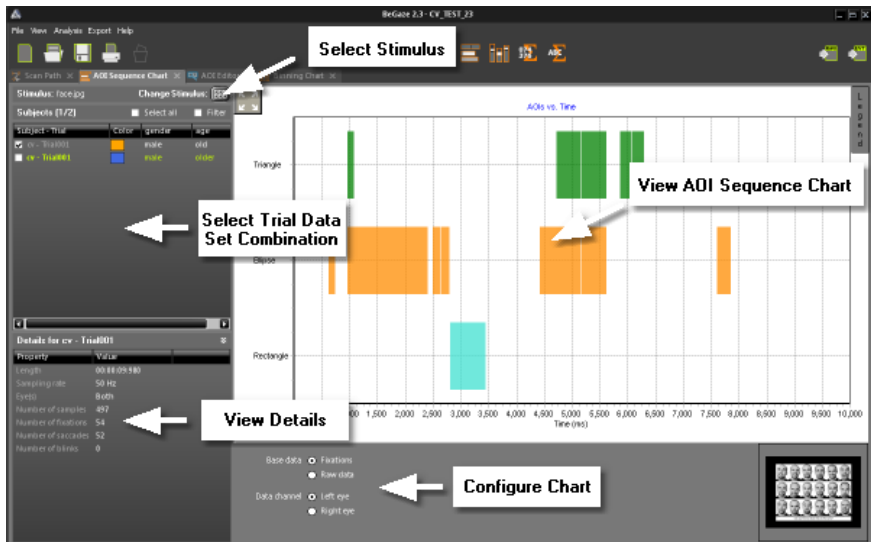 BeGaze 2.3 - CV_TEST_23
File View Analysis Export Help
Select Stimulus
Scan Path
AOI Sequence Chart
AOI Editor
Chart
Stimulus: face.jpg
Change Stimulus:
Subjects (1/2)
Select all
Filter
Subject - Trial Color gender age
cv - Trial001 male old
cv - Trial001 male older
AOIs vs. Time
Legend
Triangle
View AOI Sequence Chart
Select Trial Data
Set Combination
Ellipse
Rectangle
Details for cv - Trial001
Property Value
Length 00:00:09:980
Sampling rate 50 Hz
Eye(s) Both
Number of samples 497
Number of fixations 54
Number of saccades 52
Number of blinks 0
View Details
1,500 2,000 2,500 3,000 3,500 4,000 4,500 5,000 5,500 6,000 6,500 7,000 7,500 8,000 8,500 9,000 9,500 10,000
Time (ms)
Base data Fixations
Raw data
Data channel Left eye
Right eye
Configure Chart